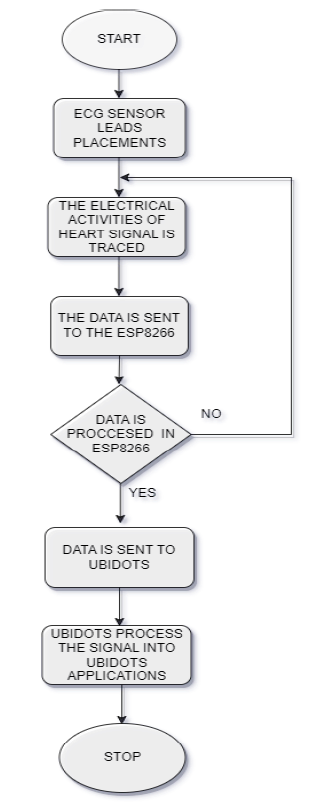 START
ECG SENSOR
LEADS
PLACEMENTS
THE ELECTRICAL
ACTIVITIES OF
HEART SIGNAL IS
TRACED
THE DATA IS SENT
TO THE ESP8266
DATA IS
PROCCESED IN
ESP8266
NO
YES
DATA IS SENT TO
UBIDOTS
UBIDOTS PROCESS
THE SIGNAL INTO
UBIDOTS
APPLICATIONS
STOP